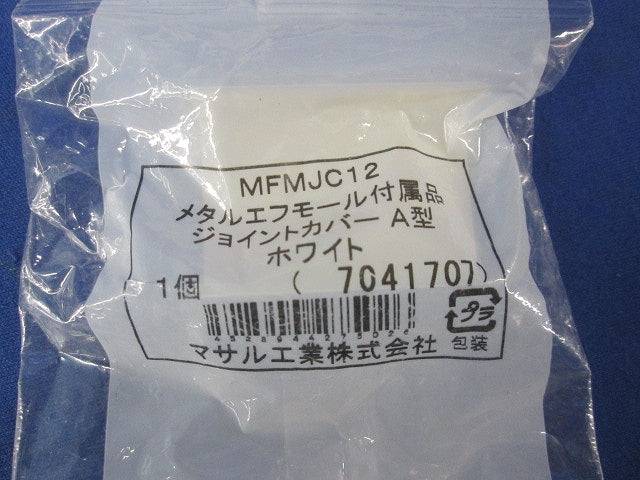 MFMJC12
メタルエフモール付属品
ジョイントカバー A型
ホワイト
1個 (7041707)
プラ
マサル工業株式会社 包装